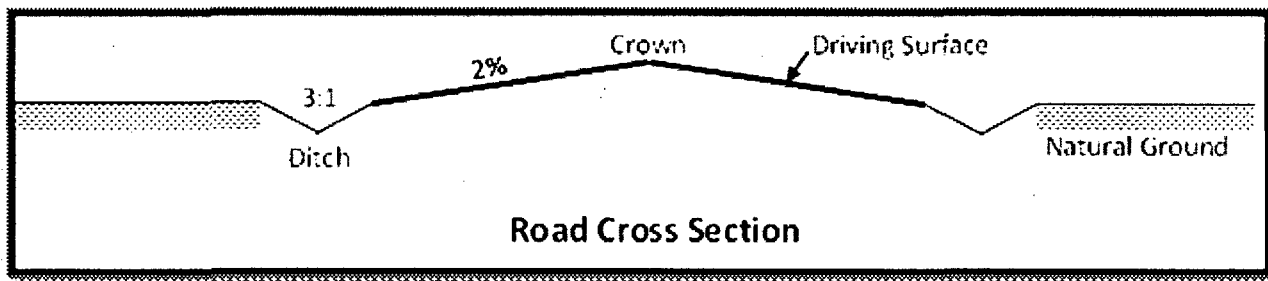 Crown
Driving Surface
2%
3:1
Ditch
Natural Ground
Road Cross Section